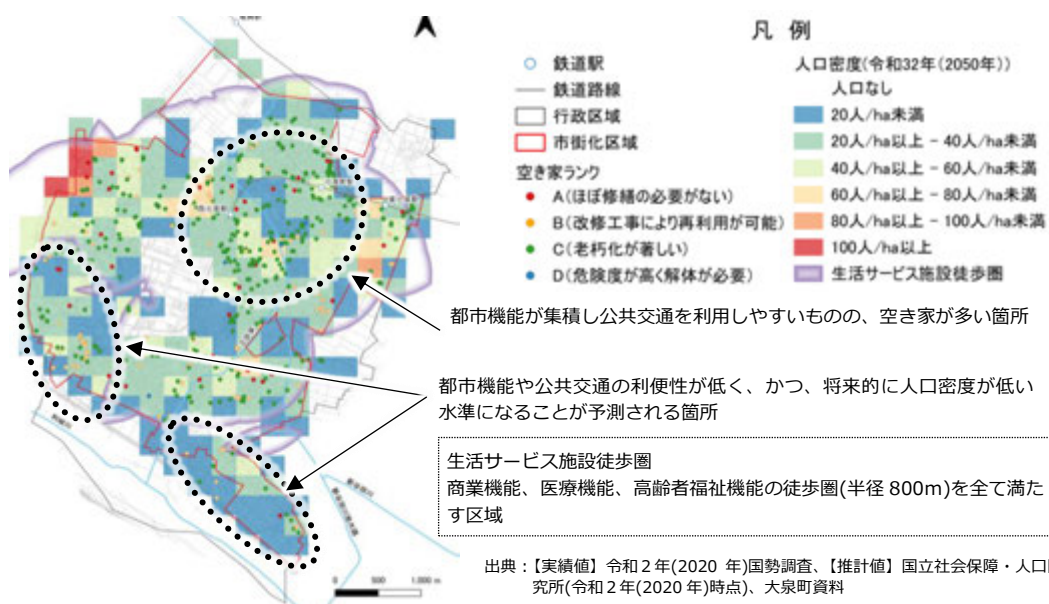 凡 例
鉄道駅
鉄道路線
行政区域
市街化区域
空き家ランク
A(ほぼ修繕の必要がない)
B(改修工事により再利用が可能)
C(老朽化が著しい)
D(危険度が高く解体が必要)
人口密度(令和32年(2050年))
人口なし
20人/ha未満
20人/ha以上 - 40人/ha未満
40人/ha以上 - 60人/ha未満
60人/ha以上 - 80人/ha未満
80人/ha以上 - 100人/ha未満
100人/ha以上
生活サービス施設徒歩圏
都市機能が集積し公共交通を利用しやすいものの、空き家が多い箇所
都市機能や公共交通の利便性が低く、かつ、将来的に人口密度が低い
水準になることが予測される箇所
生活サービス施設徒歩圏
商業機能、医療機能、高齢者福祉機能の徒歩圏(半径 800m)を全て満た
す区域
0 500 1,000 m
出典：【実績値】令和２年(2020 年)国勢調査、【推計値】国立社会保障・人口
究所(令和２年(2020 年)時点)、大泉町資料